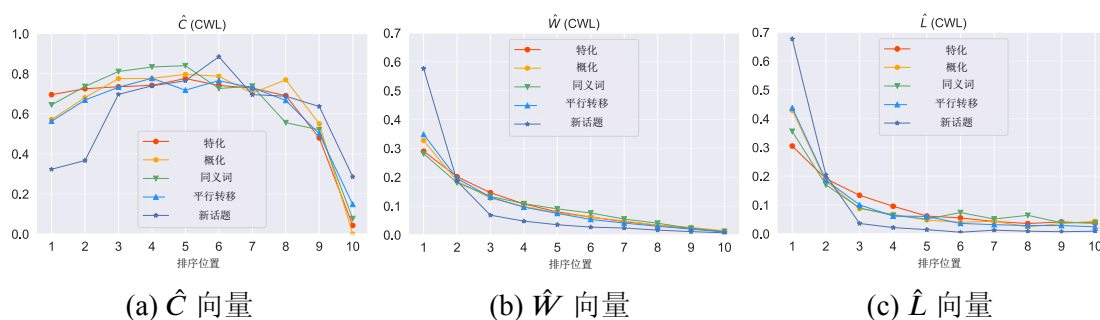 Ĉ (CWL)
1.0
0.8
0.6
0.4
0.2
0.0
特化
概化
同义词
平行转移
新话题
1 2 3 4 5 6 7 8 9 10
排序位置
(a) Ĉ 向量
Ŵ (CWL)
0.7
0.6
0.5
0.4
0.3
0.2
0.1
0.0
特化
概化
同义词
平行转移
新话题
1 2 3 4 5 6 7 8 9 10
排序位置
(b) Ŵ 向量
L̂ (CWL)
0.7
0.6
0.5
0.4
0.3
0.2
0.1
0.0
特化
概化
同义词
平行转移
新话题
1 2 3 4 5 6 7 8 9 10
排序位置
(c) L̂ 向量